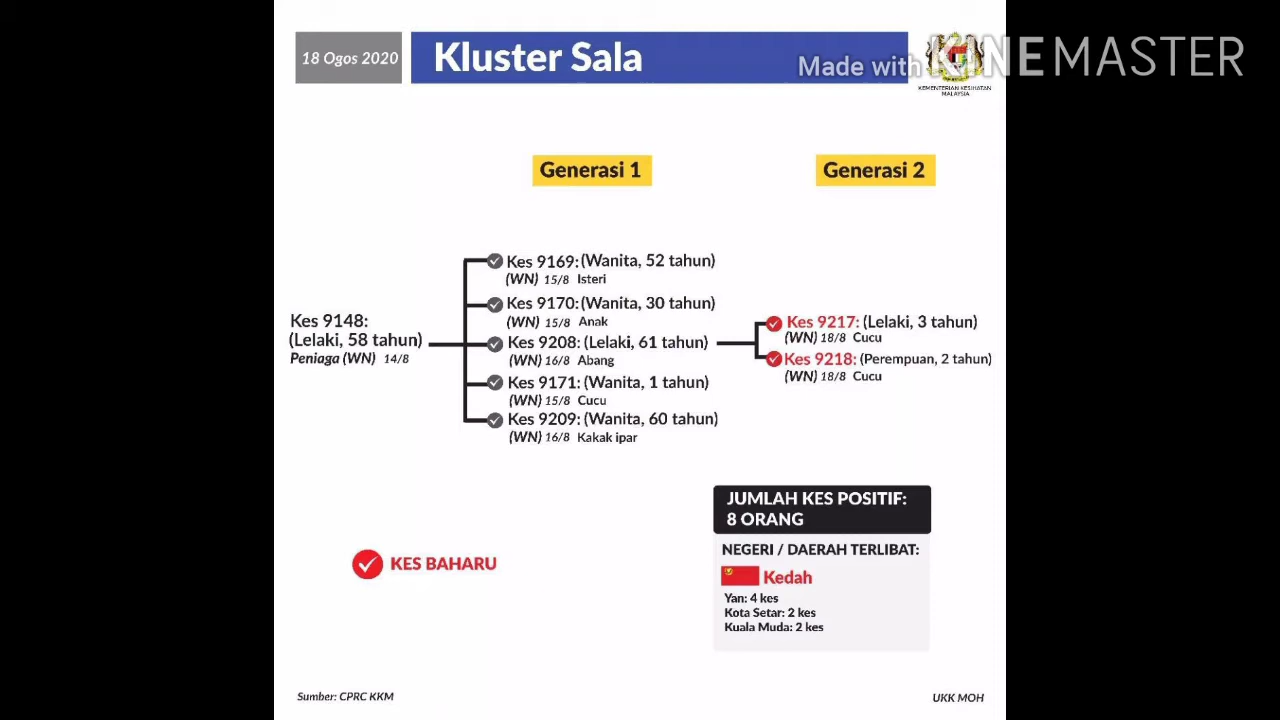 18 Ogos 2020
Kluster Sala
Made with KINEMASTER
KEMENTERIAN KESIHATAN
MALAYSIA
Generasi 1
Generasi 2
Kes 9148:
(Lelaki, 58 tahun)
Peniaga (WN) 14/8
Kes 9169: (Wanita, 52 tahun)
(WN) 15/8 Isteri
Kes 9170: (Wanita, 30 tahun)
(WN) 15/8 Anak
Kes 9208: (Lelaki, 61 tahun)
(WN) 16/8 Abang
Kes 9171: (Wanita, 1 tahun)
(WN) 15/8 Cucu
Kes 9209: (Wanita, 60 tahun)
(WN) 16/8 Kakak ipar
Kes 9217: (Lelaki, 3 tahun)
(WN) 18/8 Cucu
Kes 9218: (Perempuan, 2 tahun)
(WN) 18/8 Cucu
KES BAHARU
JUMLAH KES POSITIF:
8 ORANG
NEGERI / DAERAH TERLIBAT:
Kedah
Yan: 4 kes
Kota Setar: 2 kes
Kuala Muda: 2 kes
Sumber: CPRC KKM
UKK MOH